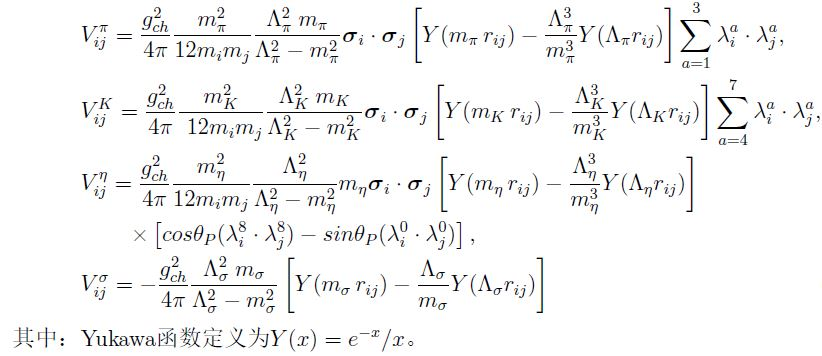 $V_{ij}^{\pi} = \frac{g_{ch}^2}{4\pi} \frac{m_{\pi}^2}{12m_i m_j} \frac{\Lambda_{\pi}^2 m_{\pi}}{\Lambda_{\pi}^2 - m_{\pi}^2} \boldsymbol{\sigma}_i \cdot \boldsymbol{\sigma}_j \left[ Y(m_{\pi} r_{ij}) - \frac{\Lambda_{\pi}^3}{m_{\pi}^3} Y(\Lambda_{\pi} r_{ij}) \right] \sum_{a=1}^{3} \lambda_i^a \cdot \lambda_j^a,$
$V_{ij}^{K} = \frac{g_{ch}^2}{4\pi} \frac{m_K^2}{12m_i m_j} \frac{\Lambda_K^2 m_K}{\Lambda_K^2 - m_K^2} \boldsymbol{\sigma}_i \cdot \boldsymbol{\sigma}_j \left[ Y(m_K r_{ij}) - \frac{\Lambda_K^3}{m_K^3} Y(\Lambda_K r_{ij}) \right] \sum_{a=4}^{7} \lambda_i^a \cdot \lambda_j^a,$
$V_{ij}^{\eta} = \frac{g_{ch}^2}{4\pi} \frac{m_{\eta}^2}{12m_i m_j} \frac{\Lambda_{\eta}^2}{\Lambda_{\eta}^2 - m_{\eta}^2} m_{\eta} \boldsymbol{\sigma}_i \cdot \boldsymbol{\sigma}_j \left[ Y(m_{\eta} r_{ij}) - \frac{\Lambda_{\eta}^3}{m_{\eta}^3} Y(\Lambda_{\eta} r_{ij}) \right]$
$\times \left[ cos\theta_P (\lambda_i^8 \cdot \lambda_j^8) - sin\theta_P (\lambda_i^0 \cdot \lambda_j^0) \right],$
$V_{ij}^{\sigma} = -\frac{g_{ch}^2}{4\pi} \frac{\Lambda_{\sigma}^2 m_{\sigma}}{\Lambda_{\sigma}^2 - m_{\sigma}^2} \left[ Y(m_{\sigma} r_{ij}) - \frac{\Lambda_{\sigma}}{m_{\sigma}} Y(\Lambda_{\sigma} r_{ij}) \right]$
其中：Yukawa函数定义为$Y(x) = e^{-x}/x$。